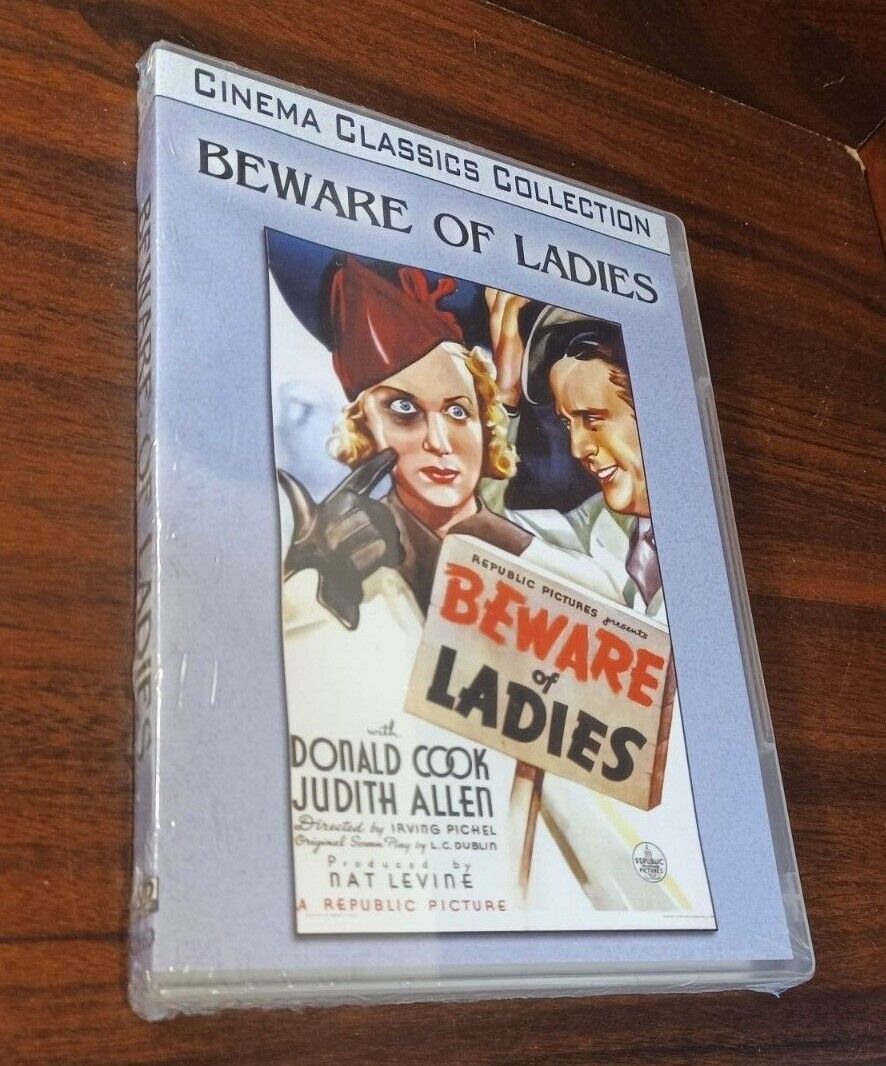 CINEMA CLASSICS COLLECTION
BEWARE OF LADIES
BEWARE OF LADIES
REPUBLIC PICTURES presents
BEWARE
of
LADIES
with
DONALD COOK
JUDITH ALLEN
Directed by IRVING PICHEL
Original Screen Play by L.C. DUBLIN
Produced by
NAT LEVINE
A REPUBLIC PICTURE
REPUBLIC
PICTURES